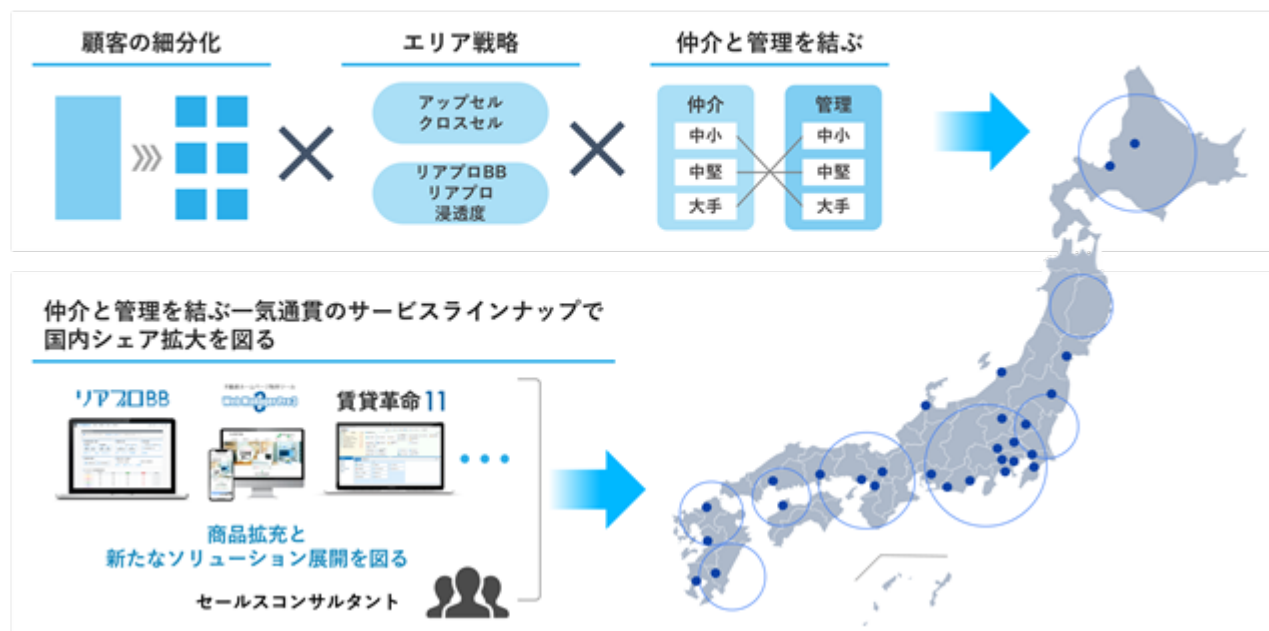 顧客の細分化
エリア戦略
アップセル
クロスセル
リアプロBB
リアプロ
浸透度
仲介と管理を結ぶ
仲介
中小
中堅
大手
管理
中小
中堅
大手
仲介と管理を結ぶ一気通貫のサービスラインナップで
国内シェア拡大を図る
リアプロBB
賃貸革命11
商品拡充と
新たなソリューション展開を図る
セールスコンサルタント